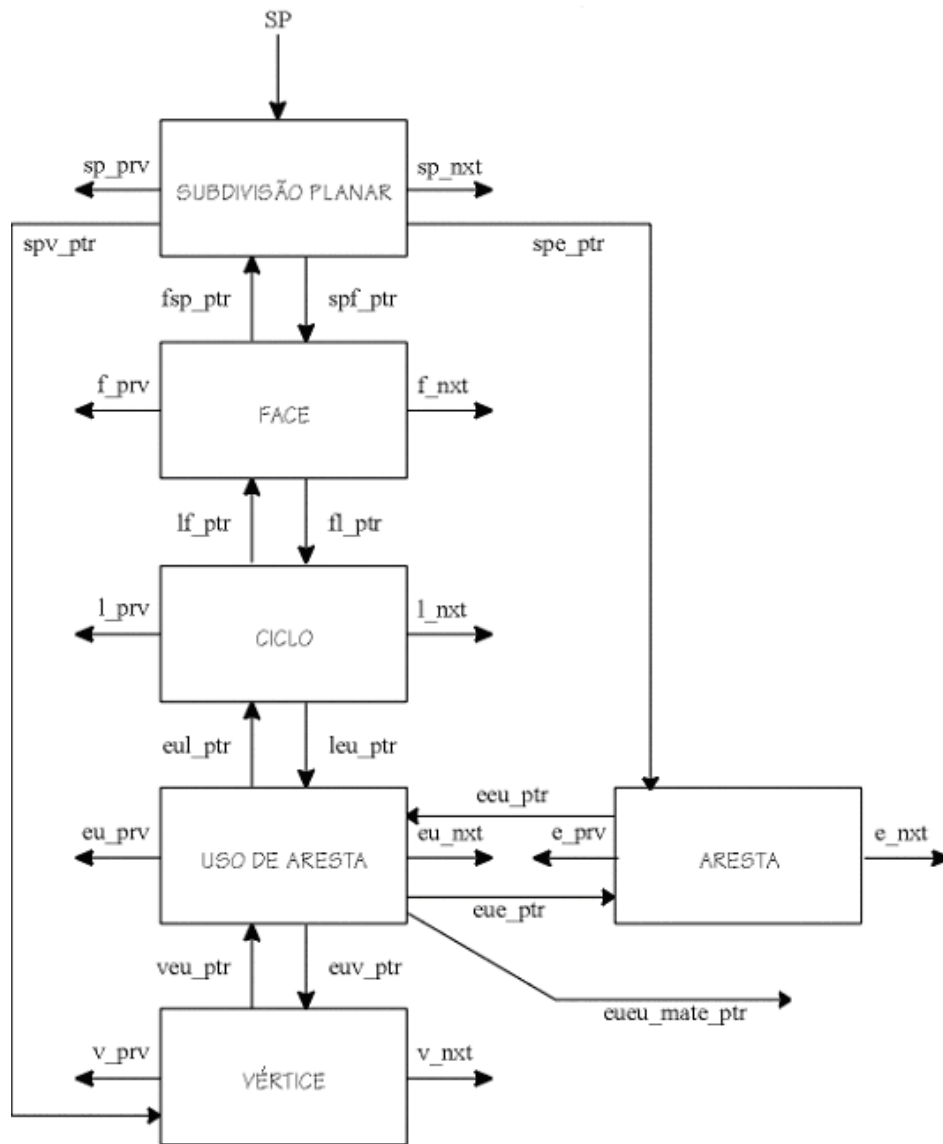 SP
sp_prv
sp_nxt
SUBDIVISÃO PLANAR
spv_ptr
spe_ptr
fsp_ptr
spf_ptr
f_prv
f_nxt
FACE
lf_ptr
fl_ptr
l_prv
l_nxt
CICLO
eul_ptr
leu_ptr
eeu_ptr
eu_prv
eu_nxt
e_prv
e_nxt
USO DE ARESTA
ARESTA
eue_ptr
veu_ptr
euv_ptr
eueu_mate_ptr
v_prv
v_nxt
VÉRTICE